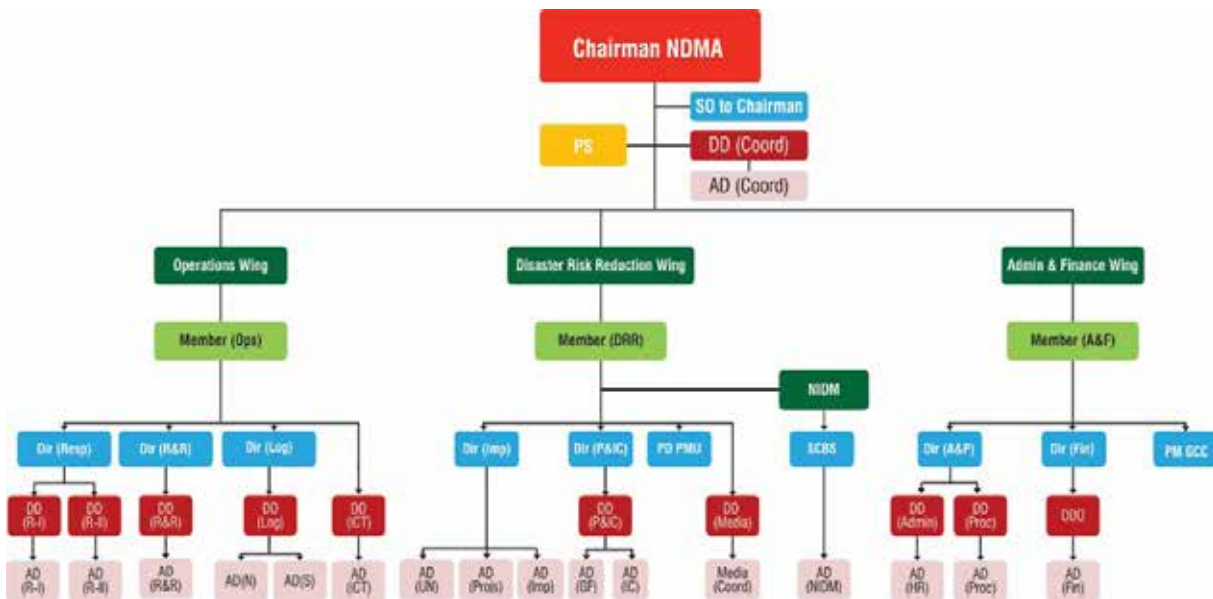 Chairman NDMA
SO to Chairman
PS
DD (Coord)
AD (Coord)
Operations Wing
Disaster Risk Reduction Wing
Admin & Finance Wing
Member (Ops)
Member (DRR)
Member (A&F)
NIDM
Dir (Resp)
Dir (R&R)
Dir (Log)
Dir (Imp)
Dir (P&IC)
PD PMU
SCBS
Dir (A&P)
Dir (Fin)
PM GCC
DD
(R-I)
DD
(R-II)
DD
(R&R)
DD
(Log)
DD
(ICT)
DD
(P&IC)
DD
(Media)
DD
(Admin)
DD
(Proc)
DDO
AD
(R-I)
AD
(R-II)
AD
(R&R)
AD(N)
AD(S)
AD
(ICT)
AD
(UN)
AD
(Projs)
AD
(Imp)
AD
(GF)
AD
(IC)
Media
(Coord)
AD
(NIDM)
AD
(HR)
AD
(Proc)
AD
(Fin)